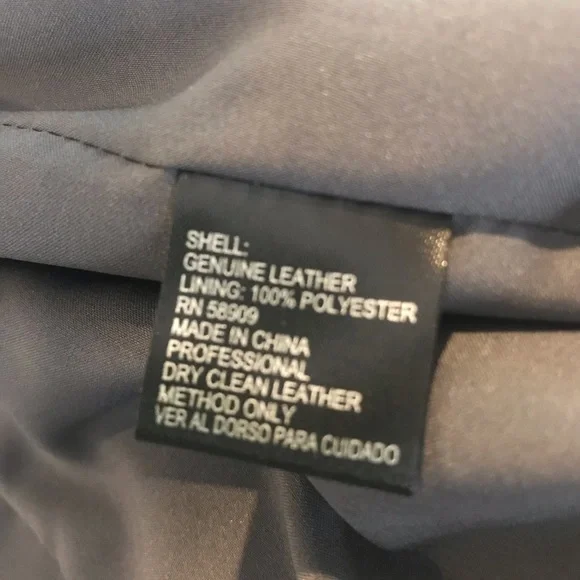 SHELL:
GENUINE LEATHER
LINING: 100% POLYESTER
RN 58909
MADE IN CHINA
PROFESSIONAL
DRY CLEAN LEATHER
METHOD ONLY
VER AL DORSO PARA CUIDADO